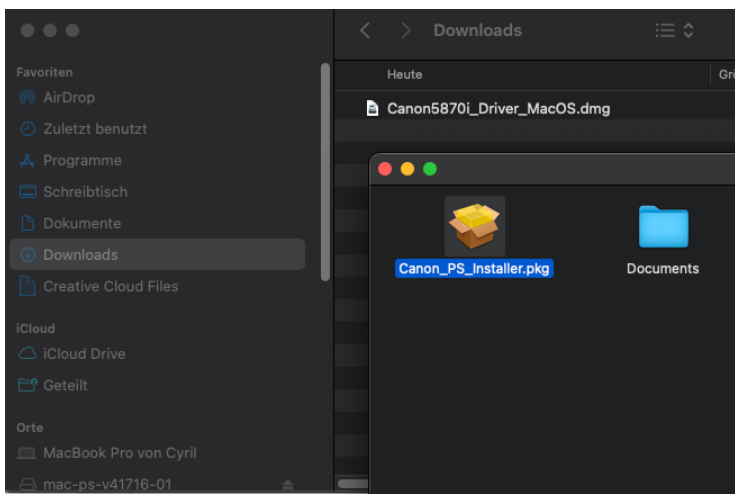 Downloads
Favoriten
AirDrop
Zuletzt benutzt
Programme
Schreibtisch
Dokumente
Downloads
Creative Cloud Files
iCloud
iCloud Drive
Geteilt
Orte
MacBook Pro von Cyril
mac-ps-v41716-01
Heute
Grö
Canon5870i_Driver_MacOS.dmg
Canon_PS_Installer.pkg
Documents